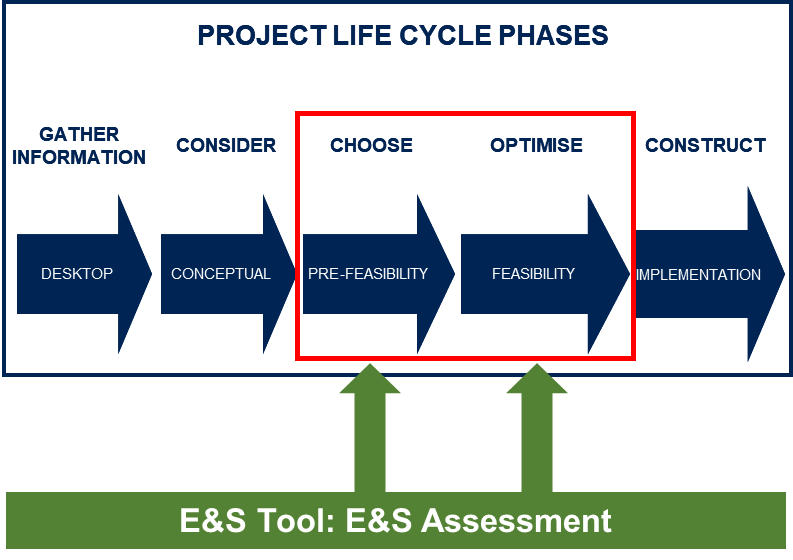 PROJECT LIFE CYCLE PHASES
GATHER
INFORMATION
CONSIDER
CHOOSE
OPTIMISE
CONSTRUCT
DESKTOP
CONCEPTUAL
PRE-FEASIBILITY
FEASIBILITY
IMPLEMENTATION
E&S Tool: E&S Assessment